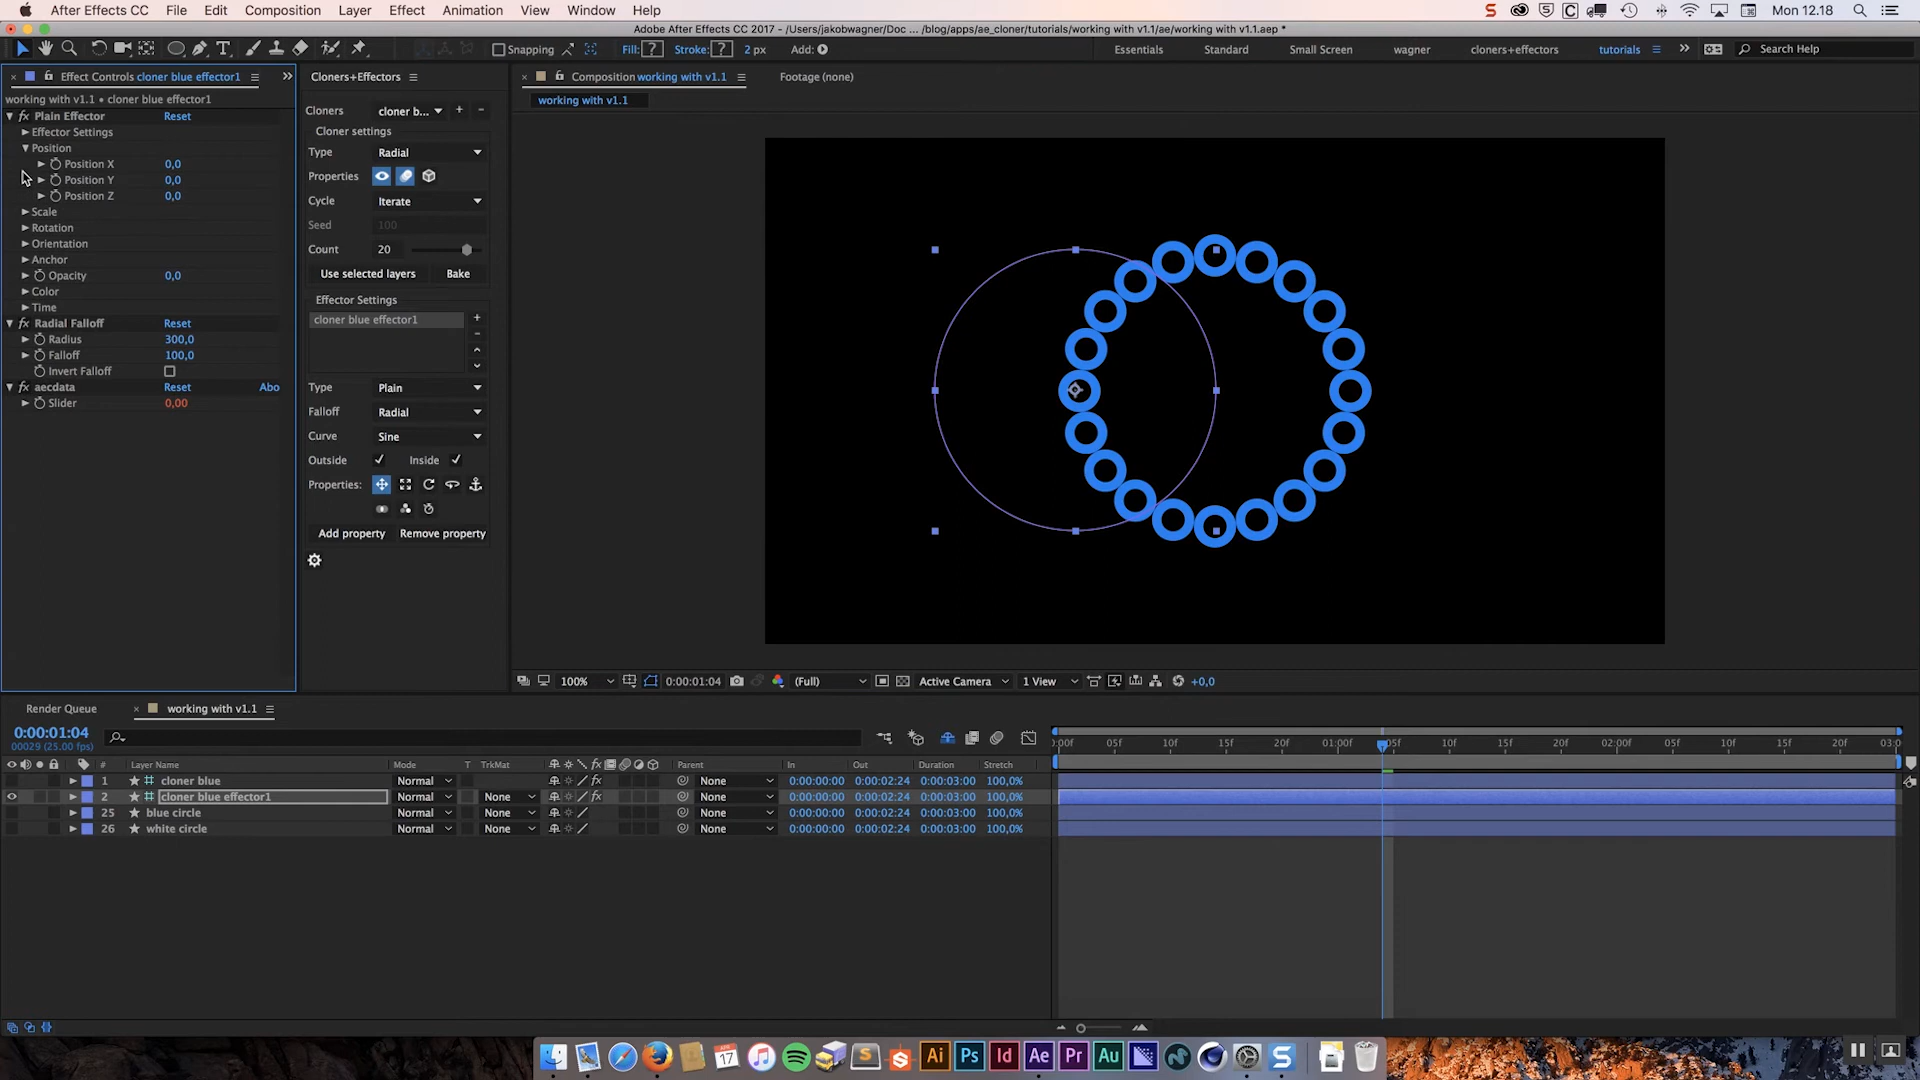 After Effects CC File Edit Composition Layer Effect Animation View Window Help Mon 12.18
Adobe After Effects CC 2017 - /Users/jakobwagner/Doc ... /blog/apps/ae_cloner/tutorials/working with v1.1/ae/working with v1.1.aep *
Snapping Fill: ? Stroke: ? 2 px Add: Essentials Standard Small Screen wagner cloners+effectors tutorials Search Help
Effect Controls cloner blue effector1
working with v1.1 • cloner blue effector1
Plain Effector Reset
Effector Settings
Position
Position X 0,0
Position Y 0,0
Position Z 0,0
Scale
Rotation
Orientation
Anchor
Opacity 0,0
Color
Time
Radial Falloff Reset
Radius 300,0
Falloff 100,0
Invert Falloff
aecdata Reset Abo
Slider 0,00
Cloners+Effectors
Cloners cloner b... + -
Cloner settings
Type Radial
Properties
Cycle Iterate
Seed 100
Count 20
Use selected layers Bake
Effector Settings
cloner blue effector1
Type Plain
Falloff Radial
Curve Sine
Outside Inside
Properties:
Add property Remove property
Composition working with v1.1 Footage (none)
working with v1.1
100% 0:00:01:04 (Full) Active Camera 1 View +0,0
Render Queue working with v1.1
0:00:01:04
00029 (25.00 fps)
:00f 05f 10f 15f 20f 01:00f 05f 10f 15f 20f 02:00f 05f 10f 15f 20f 03:0
# Layer Name Mode T TrkMat Parent In Out Duration Stretch
1 cloner blue Normal None 0:00:00:00 0:00:02:24 0:00:03:00 100,0%
2 cloner blue effector1 Normal None None 0:00:00:00 0:00:02:24 0:00:03:00 100,0%
25 blue circle Normal None None 0:00:00:00 0:00:02:24 0:00:03:00 100,0%
26 white circle Normal None None 0:00:00:00 0:00:02:24 0:00:03:00 100,0%
17 Ai Ps Id Ae Pr Au